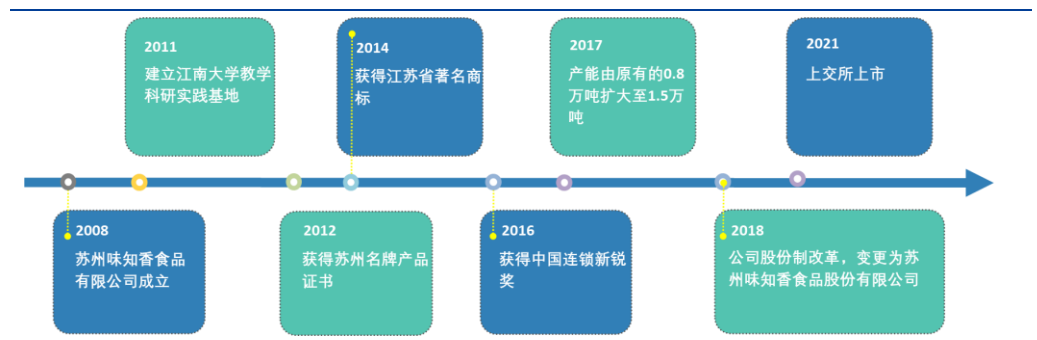 2011
建立江南大学教学
科研实践基地
2014
获得江苏省著名商
标
2017
产能由原有的0.8
万吨扩大至1.5万
吨
2021
上交所上市
2008
苏州味知香食品
有限公司成立
2012
获得苏州名牌产品
证书
2016
获得中国连锁新锐
奖
2018
公司股份制改革，变更为苏
州味知香食品股份有限公司